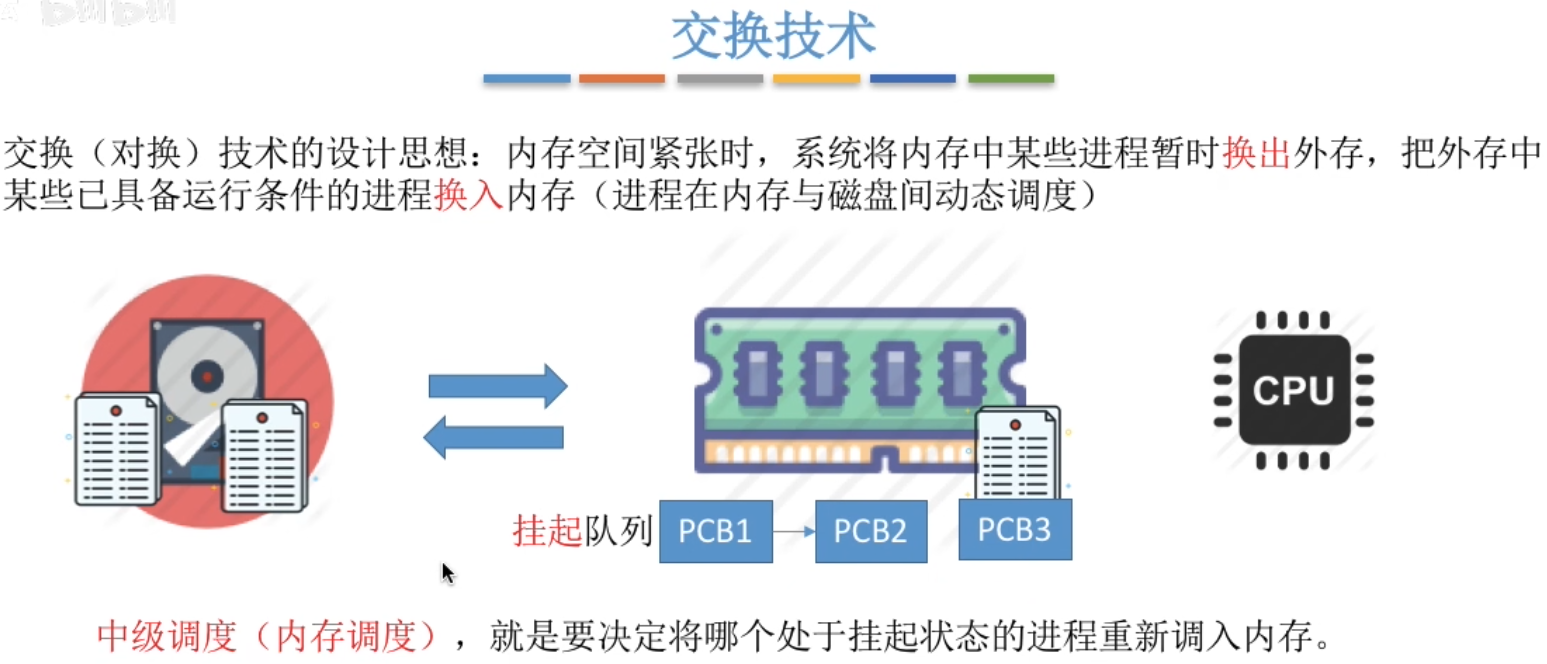 交换技术
交换（对换）技术的设计思想：内存空间紧张时，系统将内存中某些进程暂时换出外存，把外存中
某些已具备运行条件的进程换入内存（进程在内存与磁盘间动态调度）
CPU
挂起队列 PCB1 PCB2 PCB3
中级调度（内存调度），就是要决定将哪个处于挂起状态的进程重新调入内存。